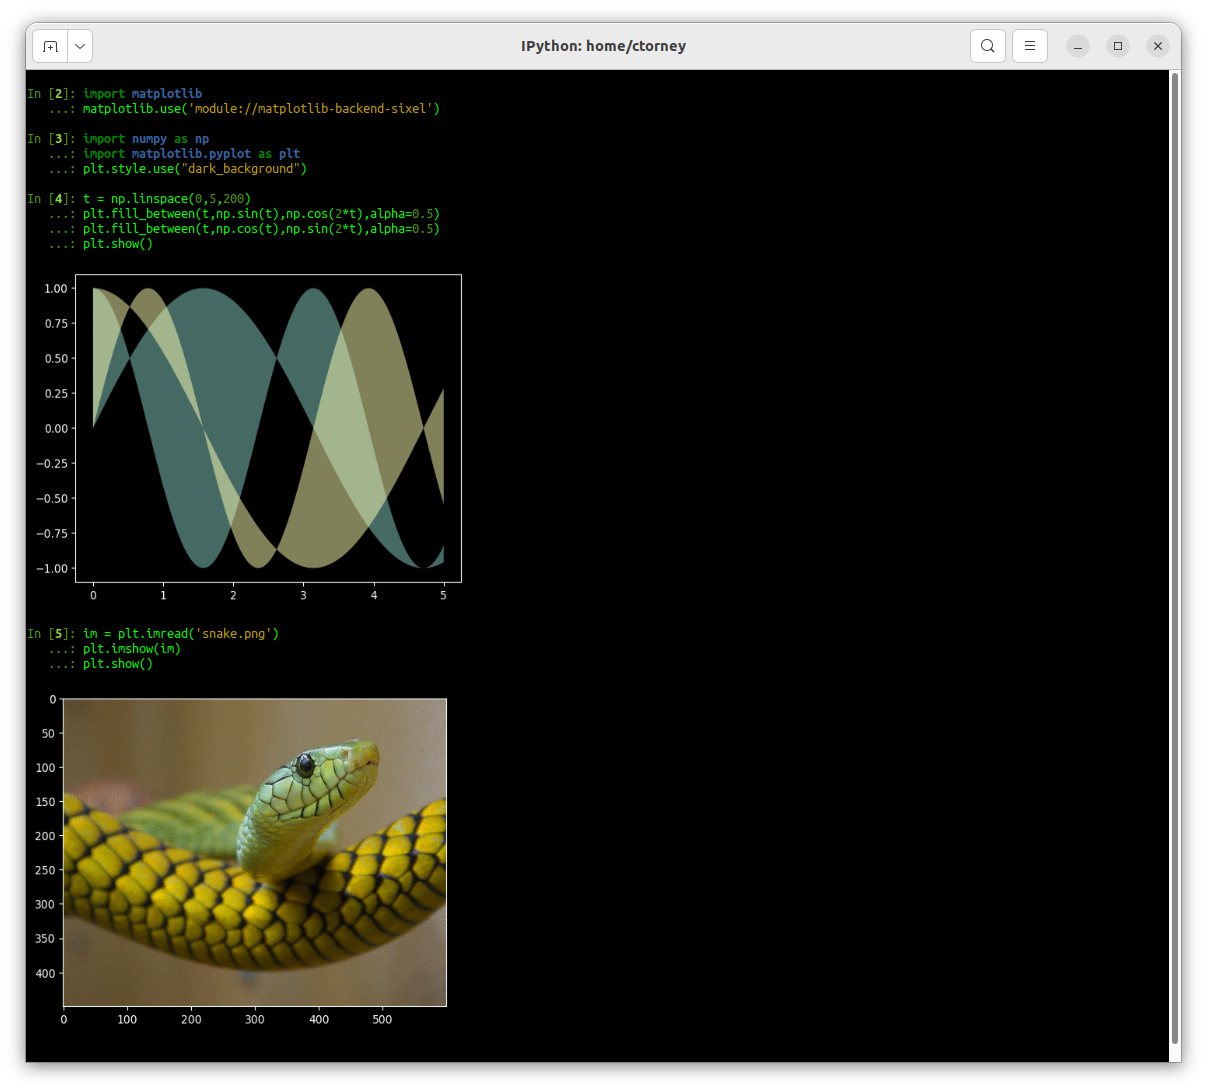 IPython: home/ctorney
In [2]: import matplotlib
   ...: matplotlib.use('module://matplotlib-backend-sixel')
In [3]: import numpy as np
   ...: import matplotlib.pyplot as plt
   ...: plt.style.use("dark_background")
In [4]: t = np.linspace(0,5,200)
   ...: plt.fill_between(t,np.sin(t),np.cos(2*t),alpha=0.5)
   ...: plt.fill_between(t,np.cos(t),np.sin(2*t),alpha=0.5)
   ...: plt.show()
1.00
0.75
0.50
0.25
0.00
−0.25
−0.50
−0.75
−1.00
0 1 2 3 4 5
In [5]: im = plt.imread('snake.png')
   ...: plt.imshow(im)
   ...: plt.show()
0
50
100
150
200
250
300
350
400
0 100 200 300 400 500